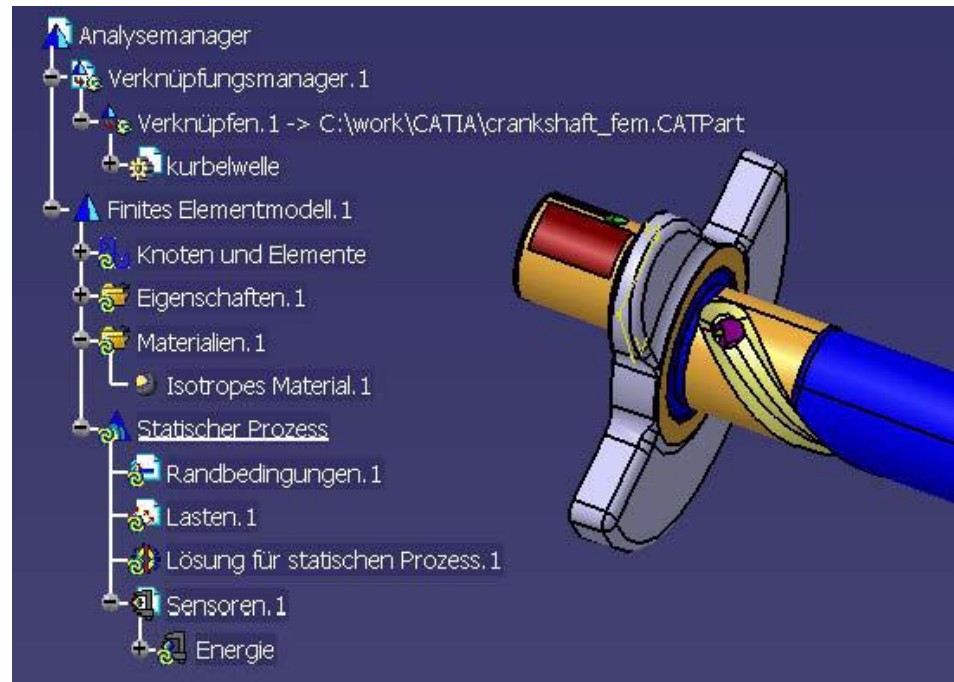 Analysemanager
Verknüpfungsmanager.1
Verknüpfen.1 -> C:\work\CATIA\crankshaft_fem.CATPart
kurbelwelle
Finites Elementmodell.1
Knoten und Elemente
Eigenschaften.1
Materialien.1
Isotropes Material.1
Statischer Prozess
Randbedingungen.1
Lasten.1
Lösung für statischen Prozess.1
Sensoren.1
Energie